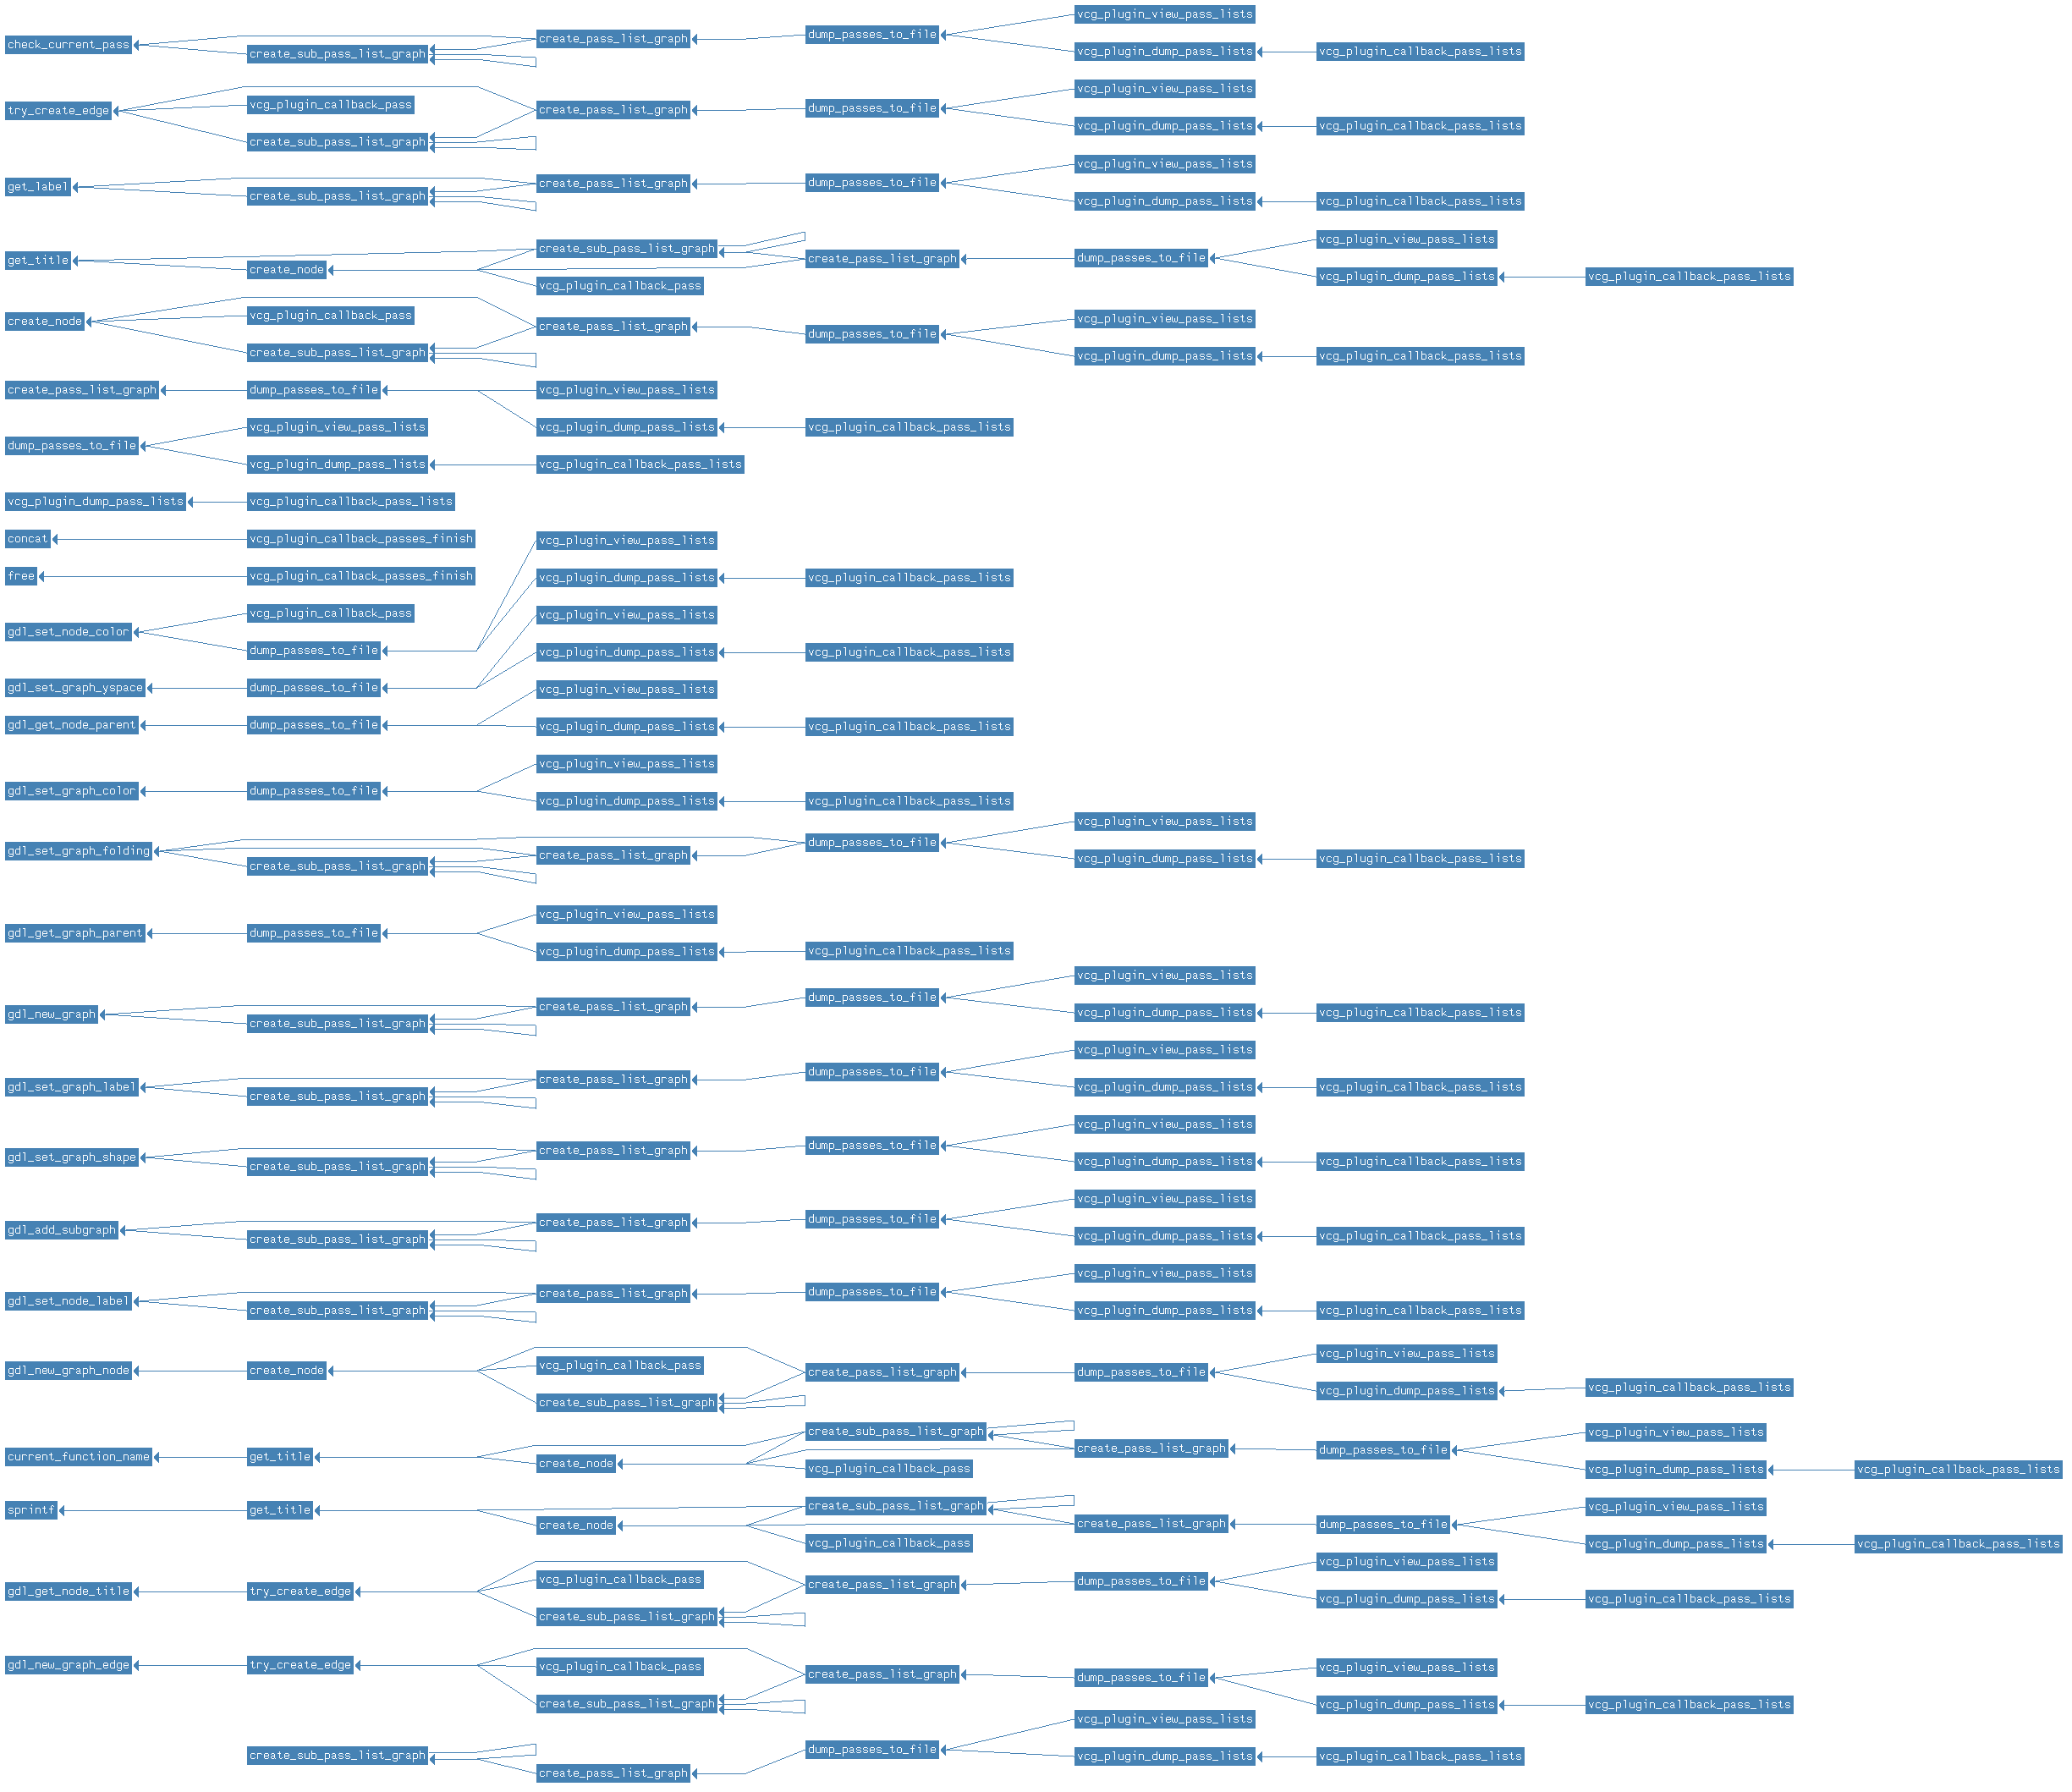 vcg_plugin_view_pass_lists
create_pass_list_graph
dump_passes_to_file
check_current_pass
create_sub_pass_list_graph
vcg_plugin_dump_pass_lists
vcg_plugin_callback_pass_lists
vcg_plugin_view_pass_lists
try_create_edge
vcg_plugin_callback_pass
create_pass_list_graph
dump_passes_to_file
vcg_plugin_dump_pass_lists
vcg_plugin_callback_pass_lists
create_sub_pass_list_graph
vcg_plugin_view_pass_lists
get_label
create_sub_pass_list_graph
create_pass_list_graph
dump_passes_to_file
vcg_plugin_dump_pass_lists
vcg_plugin_callback_pass_lists
create_sub_pass_list_graph
vcg_plugin_view_pass_lists
get_title
create_node
create_pass_list_graph
dump_passes_to_file
vcg_plugin_dump_pass_lists
vcg_plugin_callback_pass_lists
vcg_plugin_callback_pass
create_node
vcg_plugin_callback_pass
create_pass_list_graph
dump_passes_to_file
vcg_plugin_view_pass_lists
create_sub_pass_list_graph
vcg_plugin_dump_pass_lists
vcg_plugin_callback_pass_lists
create_pass_list_graph
dump_passes_to_file
vcg_plugin_view_pass_lists
vcg_plugin_dump_pass_lists
vcg_plugin_callback_pass_lists
dump_passes_to_file
vcg_plugin_view_pass_lists
vcg_plugin_dump_pass_lists
vcg_plugin_callback_pass_lists
vcg_plugin_dump_pass_lists
vcg_plugin_callback_pass_lists
concat
vcg_plugin_callback_passes_finish
free
vcg_plugin_callback_passes_finish
gdl_set_node_color
vcg_plugin_callback_pass
dump_passes_to_file
vcg_plugin_view_pass_lists
vcg_plugin_dump_pass_lists
vcg_plugin_callback_pass_lists
gdl_set_graph_yspace
dump_passes_to_file
vcg_plugin_view_pass_lists
vcg_plugin_dump_pass_lists
vcg_plugin_callback_pass_lists
gdl_get_node_parent
dump_passes_to_file
vcg_plugin_view_pass_lists
vcg_plugin_dump_pass_lists
vcg_plugin_callback_pass_lists
gdl_set_graph_color
dump_passes_to_file
vcg_plugin_view_pass_lists
vcg_plugin_dump_pass_lists
vcg_plugin_callback_pass_lists
gdl_set_graph_folding
create_sub_pass_list_graph
create_pass_list_graph
dump_passes_to_file
vcg_plugin_view_pass_lists
vcg_plugin_dump_pass_lists
vcg_plugin_callback_pass_lists
gdl_get_graph_parent
dump_passes_to_file
vcg_plugin_view_pass_lists
vcg_plugin_dump_pass_lists
vcg_plugin_callback_pass_lists
gdl_new_graph
create_sub_pass_list_graph
create_pass_list_graph
dump_passes_to_file
vcg_plugin_view_pass_lists
vcg_plugin_dump_pass_lists
vcg_plugin_callback_pass_lists
gdl_set_graph_label
create_sub_pass_list_graph
create_pass_list_graph
dump_passes_to_file
vcg_plugin_view_pass_lists
vcg_plugin_dump_pass_lists
vcg_plugin_callback_pass_lists
gdl_set_graph_shape
create_sub_pass_list_graph
create_pass_list_graph
dump_passes_to_file
vcg_plugin_view_pass_lists
vcg_plugin_dump_pass_lists
vcg_plugin_callback_pass_lists
gdl_add_subgraph
create_sub_pass_list_graph
create_pass_list_graph
dump_passes_to_file
vcg_plugin_view_pass_lists
vcg_plugin_dump_pass_lists
vcg_plugin_callback_pass_lists
gdl_set_node_label
create_sub_pass_list_graph
create_pass_list_graph
dump_passes_to_file
vcg_plugin_view_pass_lists
vcg_plugin_dump_pass_lists
vcg_plugin_callback_pass_lists
gdl_new_graph_node
create_node
vcg_plugin_callback_pass
create_sub_pass_list_graph
create_pass_list_graph
dump_passes_to_file
vcg_plugin_view_pass_lists
vcg_plugin_dump_pass_lists
vcg_plugin_callback_pass_lists
current_function_name
get_title
create_node
create_sub_pass_list_graph
vcg_plugin_callback_pass
create_pass_list_graph
dump_passes_to_file
vcg_plugin_view_pass_lists
vcg_plugin_dump_pass_lists
vcg_plugin_callback_pass_lists
sprintf
get_title
create_node
create_sub_pass_list_graph
vcg_plugin_callback_pass
create_pass_list_graph
dump_passes_to_file
vcg_plugin_view_pass_lists
vcg_plugin_dump_pass_lists
vcg_plugin_callback_pass_lists
gdl_get_node_title
try_create_edge
vcg_plugin_callback_pass
create_sub_pass_list_graph
create_pass_list_graph
dump_passes_to_file
vcg_plugin_view_pass_lists
vcg_plugin_dump_pass_lists
vcg_plugin_callback_pass_lists
gdl_new_graph_edge
try_create_edge
vcg_plugin_callback_pass
create_sub_pass_list_graph
create_pass_list_graph
dump_passes_to_file
vcg_plugin_view_pass_lists
vcg_plugin_dump_pass_lists
vcg_plugin_callback_pass_lists
create_sub_pass_list_graph
create_pass_list_graph
dump_passes_to_file
vcg_plugin_view_pass_lists
vcg_plugin_dump_pass_lists
vcg_plugin_callback_pass_lists